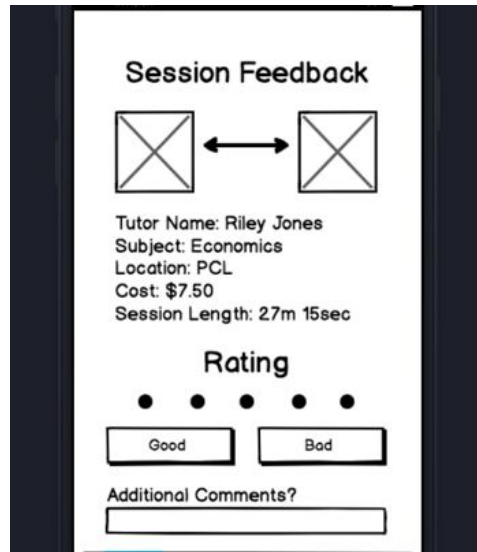 Session Feedback
Tutor Name: Riley Jones
Subject: Economics
Location: PCL
Cost: $7.50
Session Length: 27m 15sec
Rating
Good Bad
Additional Comments?